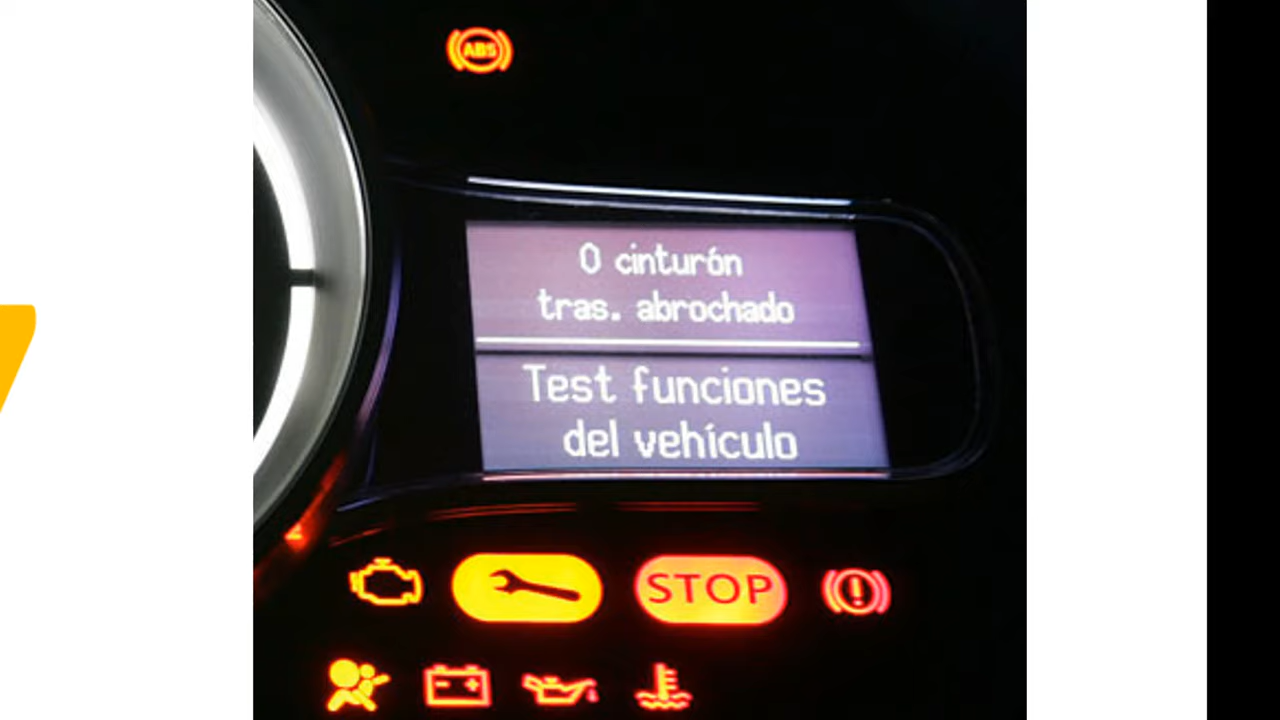 ABS
0 cinturón
tras. abrochado
Test funciones
del vehículo
STOP